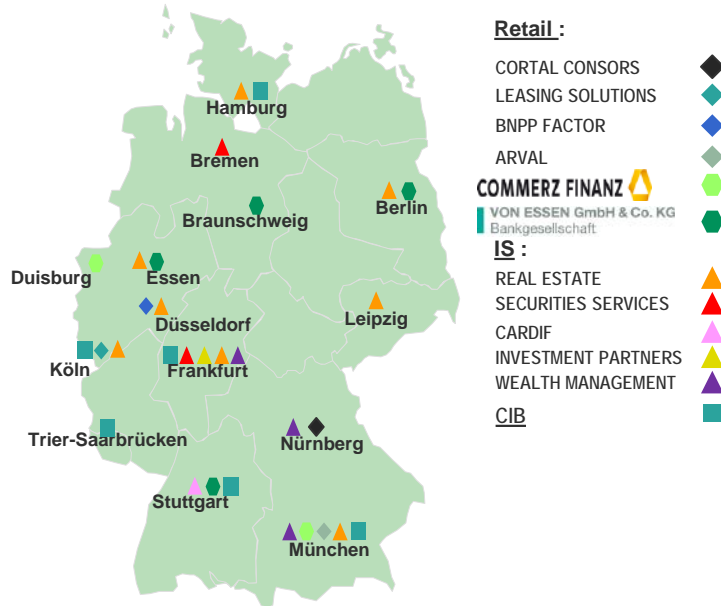 Retail :
CORTAL CONSORS
LEASING SOLUTIONS
BNPP FACTOR
ARVAL
COMMERZ FINANZ
VON ESSEN GmbH & Co. KG
Bankgesellschaft
IS :
REAL ESTATE
SECURITIES SERVICES
CARDIF
INVESTMENT PARTNERS
WEALTH MANAGEMENT
CIB
Hamburg
Bremen
Berlin
Braunschweig
Duisburg
Essen
Düsseldorf
Leipzig
Köln
Frankfurt
Trier-Saarbrücken
Nürnberg
Stuttgart
München